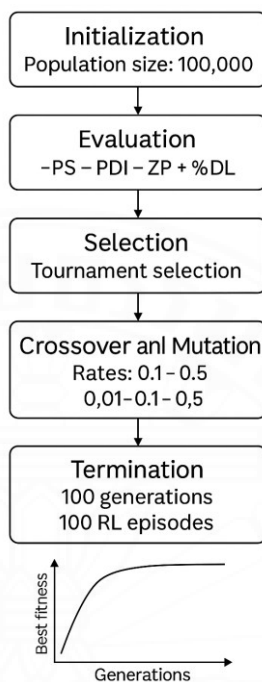 Initialization
Population size: 100,000
Evaluation
–PS – PDI – ZP + %DL
Selection
Tournament selection
Crossover anl Mutation
Rates: 0.1 – 0.5
0,01–0.1 – 0,5
Termination
100 generations
100 RL episodes
Best fitness
Generations